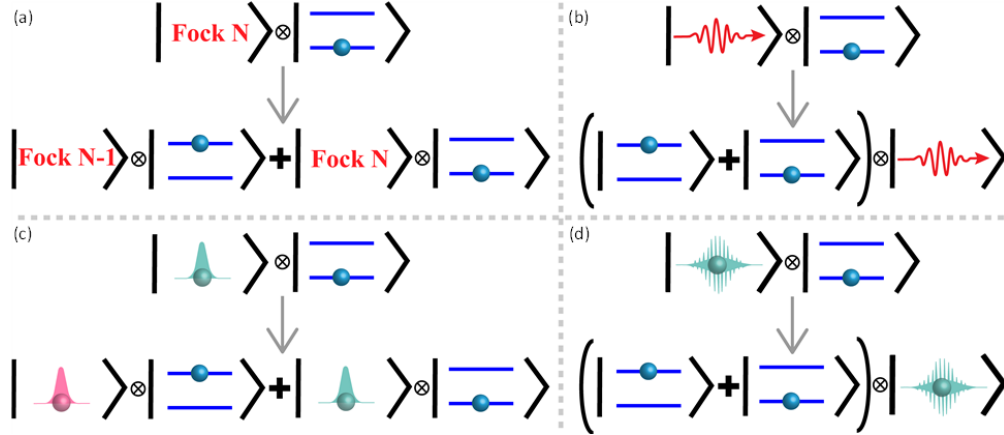 (a)
Fock N ⊗
Fock N-1 ⊗ + Fock N ⊗
(b)
⊗
( + ) ⊗
(c)
⊗
⊗ + ⊗
(d)
⊗
( + ) ⊗